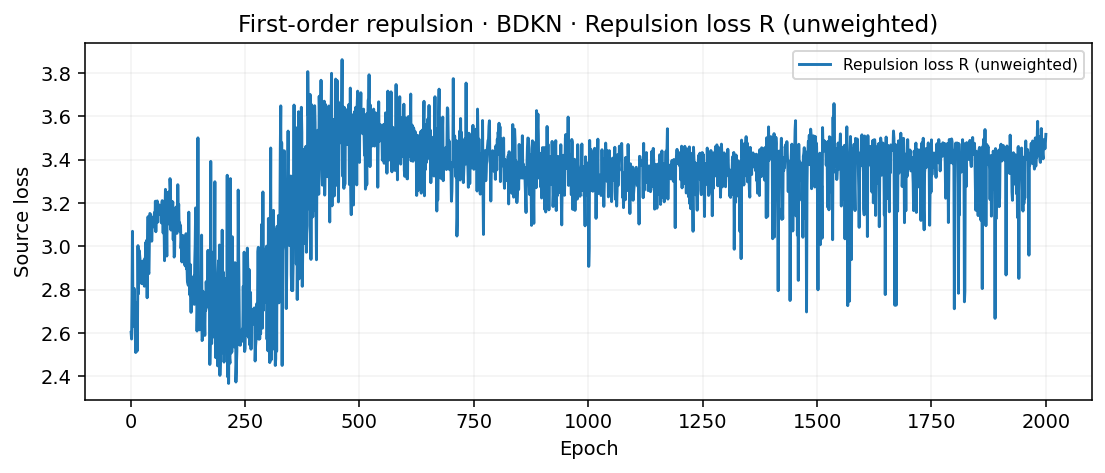 First-order repulsion · BDKN · Repulsion loss R (unweighted)
Repulsion loss R (unweighted)
Source loss
3.8
3.6
3.4
3.2
3.0
2.8
2.6
2.4
0 250 500 750 1000 1250 1500 1750 2000
Epoch